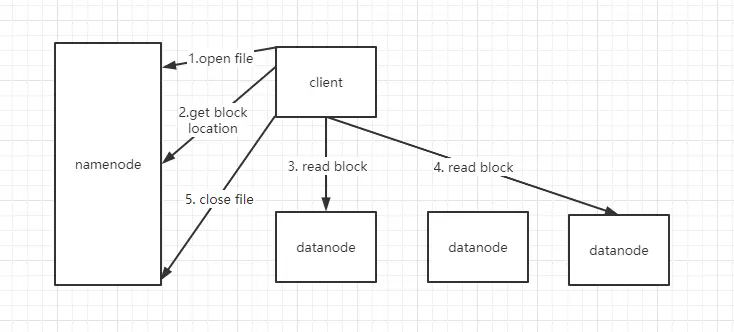 1.open file
client
2.get block
location
namenode
3. read block
4. read block
5. close file
datanode
datanode
datanode